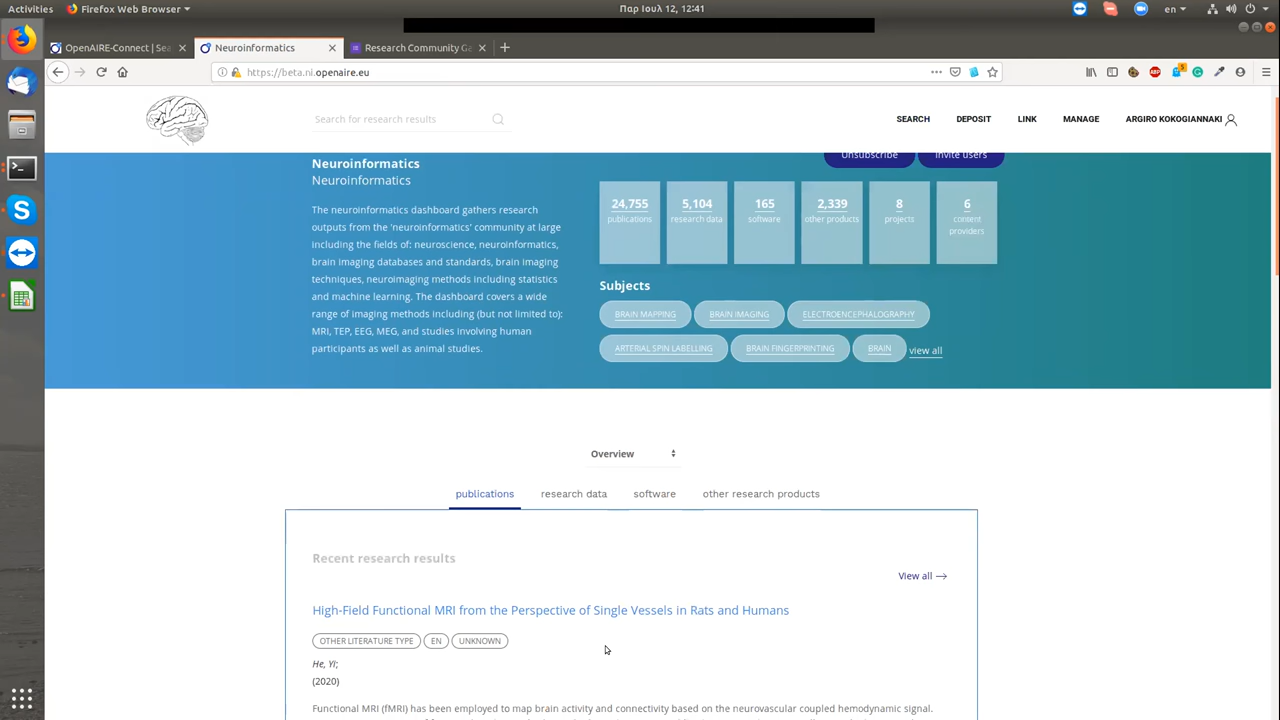 Activities
Firefox Web Browser
Παρ Ιουλ 12, 12:41
en
OpenAIRE-Connect | Sea
Neuroinformatics
Research Community Ga
https://beta.ni.openaire.eu
5
Search for research results
SEARCH
DEPOSIT
LINK
MANAGE
ARGIRO KOKOGIANNAKI
Unsubscribe
Invite users
Neuroinformatics
Neuroinformatics
The neuroinformatics dashboard gathers research
outputs from the 'neuroinformatics' community at large
including the fields of: neuroscience, neuroinformatics,
brain imaging databases and standards, brain imaging
techniques, neuroimaging methods including statistics
and machine learning. The dashboard covers a wide
range of imaging methods including (but not limited to):
MRI, TEP, EEG, MEG, and studies involving human
participants as well as animal studies.
24,755
publications
5,104
research data
165
software
2,339
other products
8
projects
6
content
providers
Subjects
BRAIN MAPPING
BRAIN IMAGING
ELECTROENCEPHALOGRAPHY
ARTERIAL SPIN LABELLING
BRAIN FINGERPRINTING
BRAIN
view all
Overview
publications
research data
software
other research products
Recent research results
View all
High-Field Functional MRI from the Perspective of Single Vessels in Rats and Humans
OTHER LITERATURE TYPE
EN
UNKNOWN
He, Yi;
(2020)
Functional MRI (fMRI) has been employed to map brain activity and connectivity based on the neurovascular coupled hemodynamic signal.